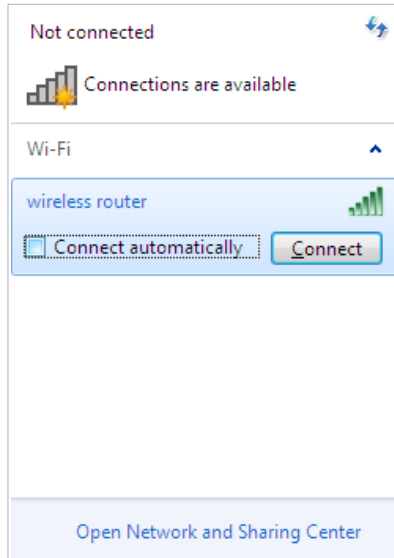 Not connected
Connections are available
Wi-Fi
wireless router
Connect automatically
Connect
Open Network and Sharing Center